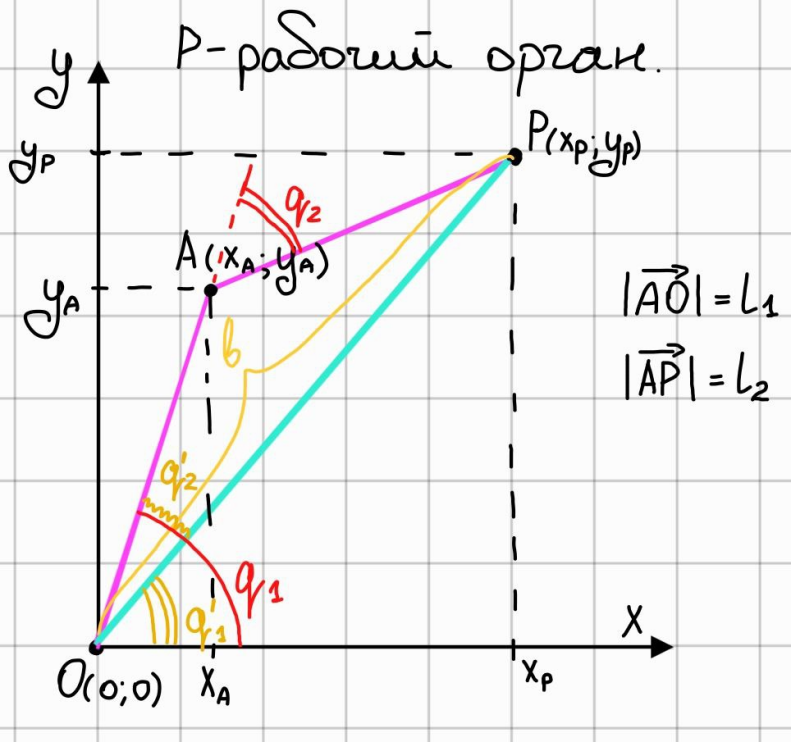 P-рабочий орган.
y
yp
P(xp;yp)
q2
A(xA;yA)
yA
|AO| = L1
b
|AP| = L2
q'2
q1
q'1
x
O(0;0)
xA
xp